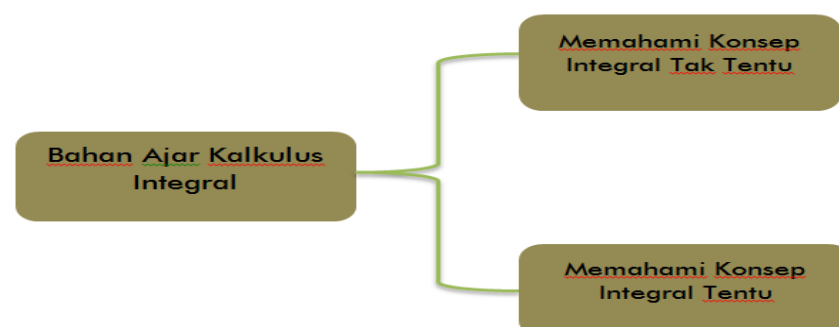 Memahami Konsep
Integral Tak Tentu
Bahan Ajar Kalkulus
Integral
Memahami Konsep
Integral Tentu